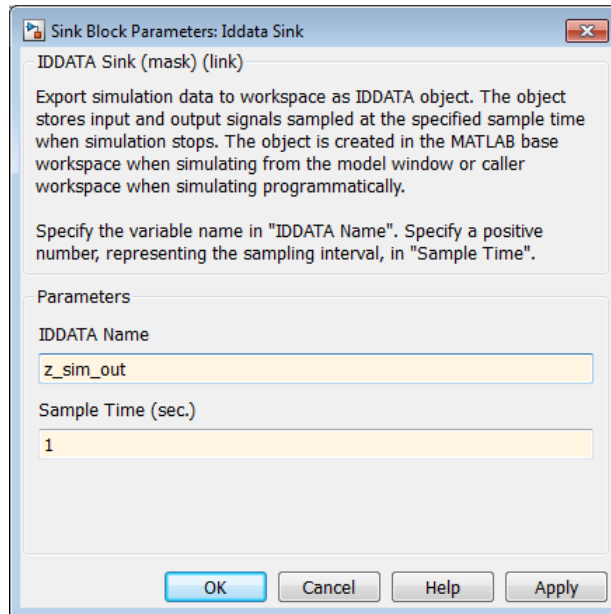 Sink Block Parameters: Iddata Sink
IDDATA Sink (mask) (link)
Export simulation data to workspace as IDDATA object. The object
stores input and output signals sampled at the specified sample time
when simulation stops. The object is created in the MATLAB base
workspace when simulating from the model window or caller
workspace when simulating programmatically.
Specify the variable name in "IDDATA Name". Specify a positive
number, representing the sampling interval, in "Sample Time".
Parameters
IDDATA Name
z_sim_out
Sample Time (sec.)
1
OK Cancel Help Apply